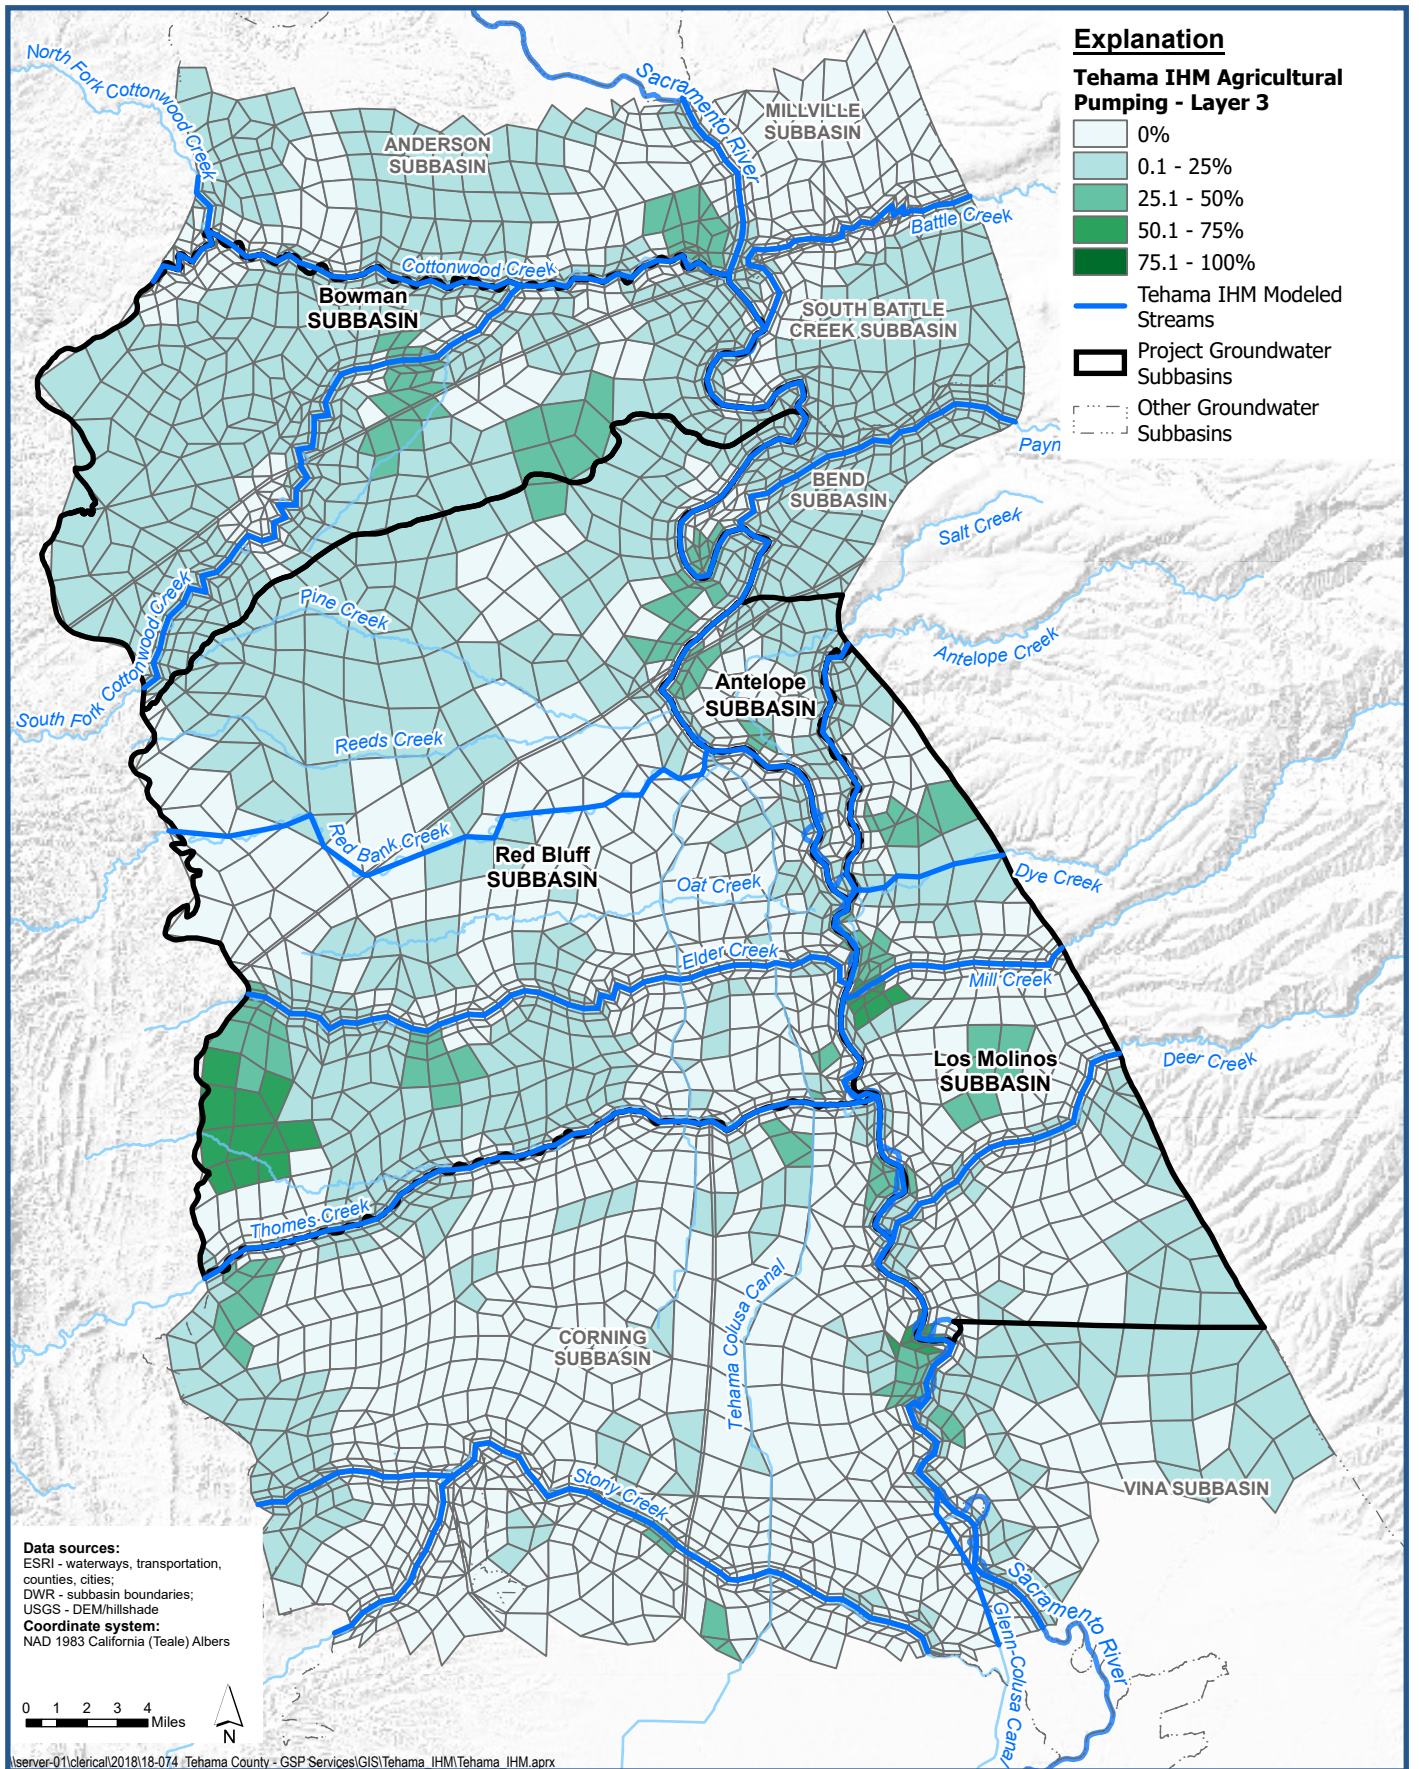 Explanation
Tehama IHM Agricultural
Pumping - Layer 3
0%
0.1 - 25%
25.1 - 50%
50.1 - 75%
75.1 - 100%
Tehama IHM Modeled
Streams
Project Groundwater
Subbasins
Other Groundwater
Subbasins
North Fork Cottonwood Creek
Sacramento River
MILLVILLE
SUBBASIN
ANDERSON
SUBBASIN
Battle Creek
Cottonwood Creek
Bowman
SUBBASIN
SOUTH BATTLE
CREEK SUBBASIN
Payn
BEND
SUBBASIN
Salt Creek
Pine Creek
Antelope Creek
South Fork Cottonwood Creek
Antelope
SUBBASIN
Reeds Creek
Red Bank Creek
Red Bluff
SUBBASIN
Oat Creek
Dye Creek
Elder Creek
Mill Creek
Los Molinos
SUBBASIN
Deer Creek
Thomes Creek
Tehama Colusa Canal
CORNING
SUBBASIN
Stony Creek
VINA SUBBASIN
Sacramento River
Glenn-Colusa Canal
Data sources:
ESRI - waterways, transportation,
counties, cities;
DWR - subbasin boundaries;
USGS - DEM/hillshade
Coordinate system:
NAD 1983 California (Teale) Albers
0 1 2 3 4
Miles
N
\\server-01\clerical\2018\18-074_Tehama County - GSP Services\GIS\Tehama_IHM\Tehama_IHM.aprx